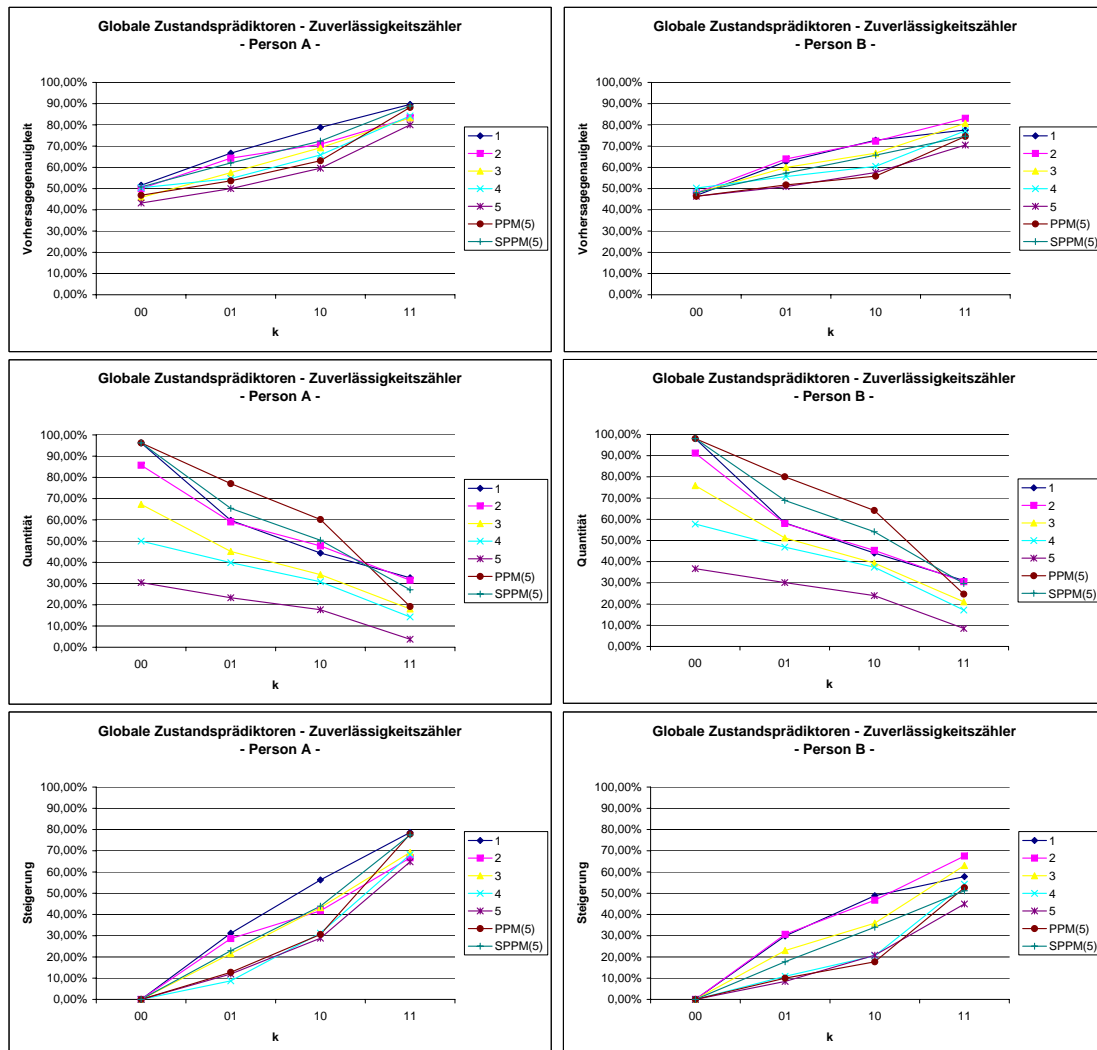 Globale Zustandsprädiktoren - Zuverlässigkeitszähler
- Person A -
Vorhersagegenauigkeit
100,00%
90,00%
80,00%
70,00%
60,00%
50,00%
40,00%
30,00%
20,00%
10,00%
0,00%
00 01 10 11
k
1
2
3
4
5
PPM(5)
SPPM(5)
Globale Zustandsprädiktoren - Zuverlässigkeitszähler
- Person B -
Vorhersagegenauigkeit
100,00%
90,00%
80,00%
70,00%
60,00%
50,00%
40,00%
30,00%
20,00%
10,00%
0,00%
00 01 10 11
k
1
2
3
4
5
PPM(5)
SPPM(5)
Globale Zustandsprädiktoren - Zuverlässigkeitszähler
- Person A -
Quantität
100,00%
90,00%
80,00%
70,00%
60,00%
50,00%
40,00%
30,00%
20,00%
10,00%
0,00%
00 01 10 11
k
1
2
3
4
5
PPM(5)
SPPM(5)
Globale Zustandsprädiktoren - Zuverlässigkeitszähler
- Person B -
Quantität
100,00%
90,00%
80,00%
70,00%
60,00%
50,00%
40,00%
30,00%
20,00%
10,00%
0,00%
00 01 10 11
k
1
2
3
4
5
PPM(5)
SPPM(5)
Globale Zustandsprädiktoren - Zuverlässigkeitszähler
- Person A -
Steigerung
100,00%
90,00%
80,00%
70,00%
60,00%
50,00%
40,00%
30,00%
20,00%
10,00%
0,00%
00 01 10 11
k
1
2
3
4
5
PPM(5)
SPPM(5)
Globale Zustandsprädiktoren - Zuverlässigkeitszähler
- Person B -
Steigerung
100,00%
90,00%
80,00%
70,00%
60,00%
50,00%
40,00%
30,00%
20,00%
10,00%
0,00%
00 01 10 11
k
1
2
3
4
5
PPM(5)
SPPM(5)